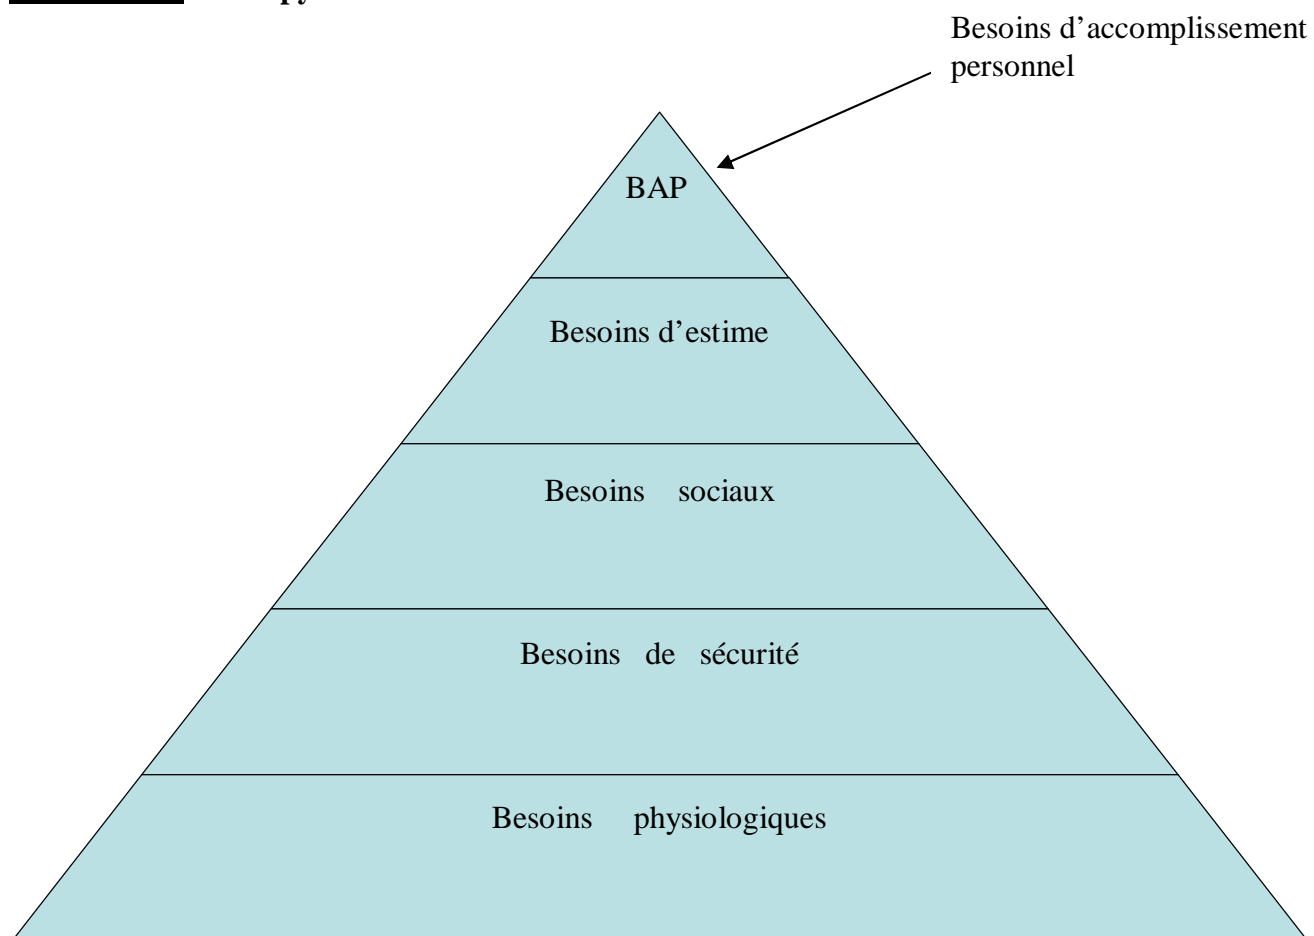 Besoins d’accomplissement
personnel
BAP
Besoins d’estime
Besoins sociaux
Besoins de sécurité
Besoins physiologiques